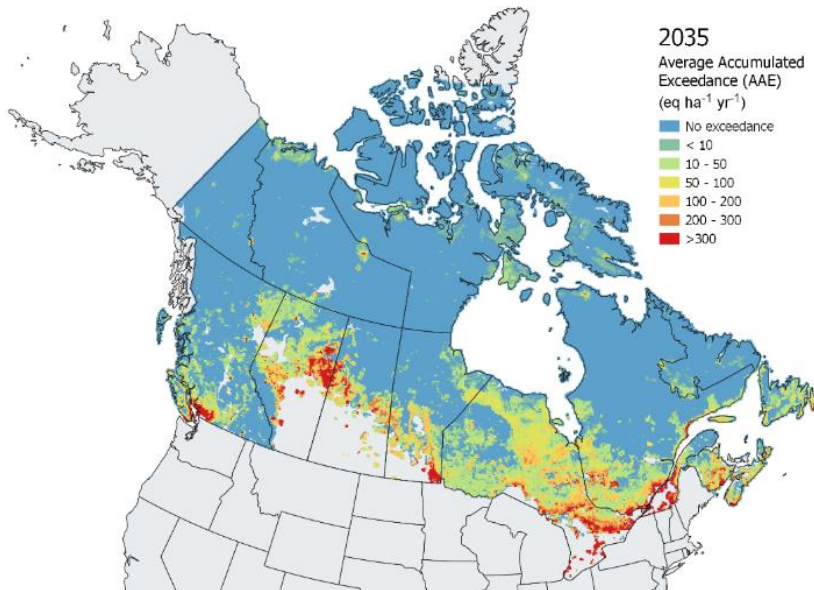 2035
Average Accumulated
Exceedance (AAE)
(eq ha⁻¹ yr⁻¹)
No exceedance
< 10
10 - 50
50 - 100
100 - 200
200 - 300
>300